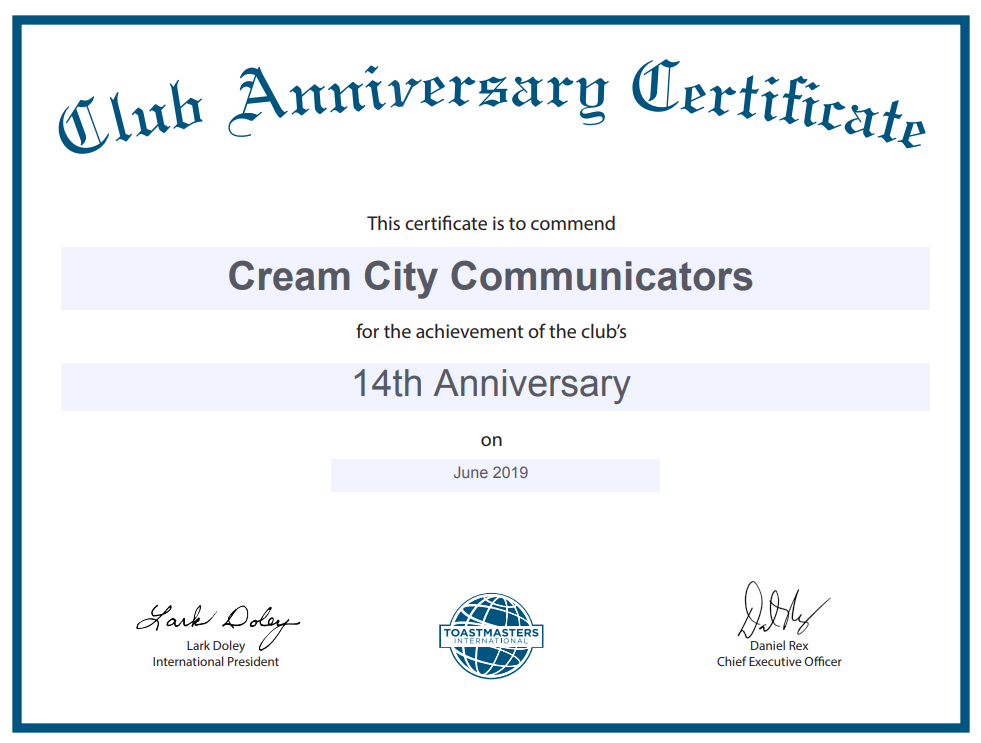 Club Anniversary Certificate
This certificate is to commend
Cream City Communicators
for the achievement of the club's
14th Anniversary
on
June 2019
Lark Doley
Lark Doley
International President
TOASTMASTERS
INTERNATIONAL
Daniel Rex
Chief Executive Officer